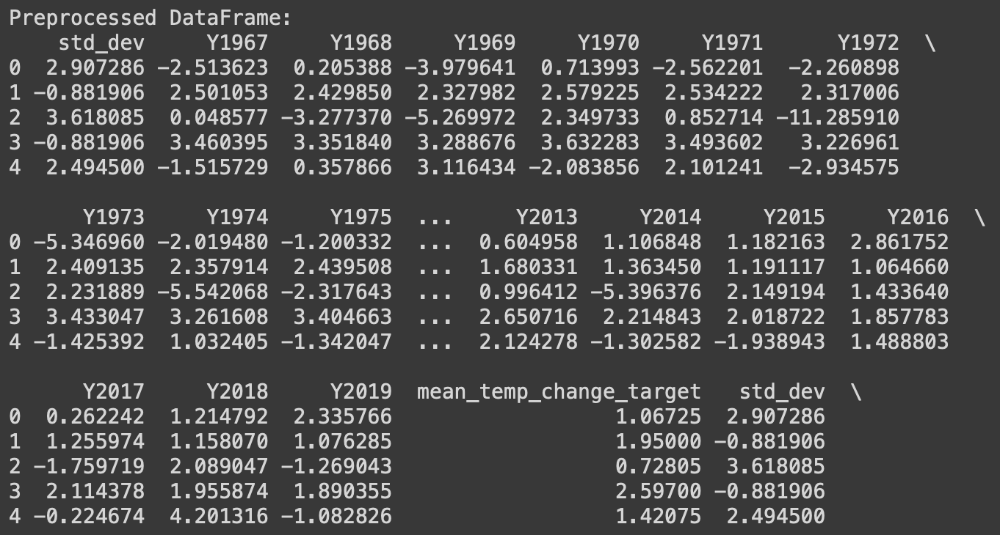 Preprocessed DataFrame:
    std_dev     Y1967     Y1968     Y1969     Y1970     Y1971      Y1972  \
0  2.907286 -2.513623  0.205388 -3.979641  0.713993 -2.562201  -2.260898
1 -0.881906  2.501053  2.429850  2.327982  2.579225  2.534222   2.317006
2  3.618085  0.048577 -3.277370 -5.269972  2.349733  0.852714 -11.285910
3 -0.881906  3.460395  3.351840  3.288676  3.632283  3.493602   3.226961
4  2.494500 -1.515729  0.357866  3.116434 -2.083856  2.101241  -2.934575

      Y1973     Y1974     Y1975  ...     Y2013     Y2014     Y2015     Y2016  \
0 -5.346960 -2.019480 -1.200332  ...  0.604958  1.106848  1.182163  2.861752
1  2.409135  2.357914  2.439508  ...  1.680331  1.363450  1.191117  1.064660
2  2.231889 -5.542068 -2.317643  ...  0.996412 -5.396376  2.149194  1.433640
3  3.433047  3.261608  3.404663  ...  2.650716  2.214843  2.018722  1.857783
4 -1.425392  1.032405 -1.342047  ...  2.124278 -1.302582 -1.938943  1.488803

      Y2017     Y2018     Y2019  mean_temp_change_target   std_dev  \
0  0.262242  1.214792  2.335766                  1.06725  2.907286
1  1.255974  1.158070  1.076285                  1.95000 -0.881906
2 -1.759719  2.089047 -1.269043                  0.72805  3.618085
3  2.114378  1.955874  1.890355                  2.59700 -0.881906
4 -0.224674  4.201316 -1.082826                  1.42075  2.494500